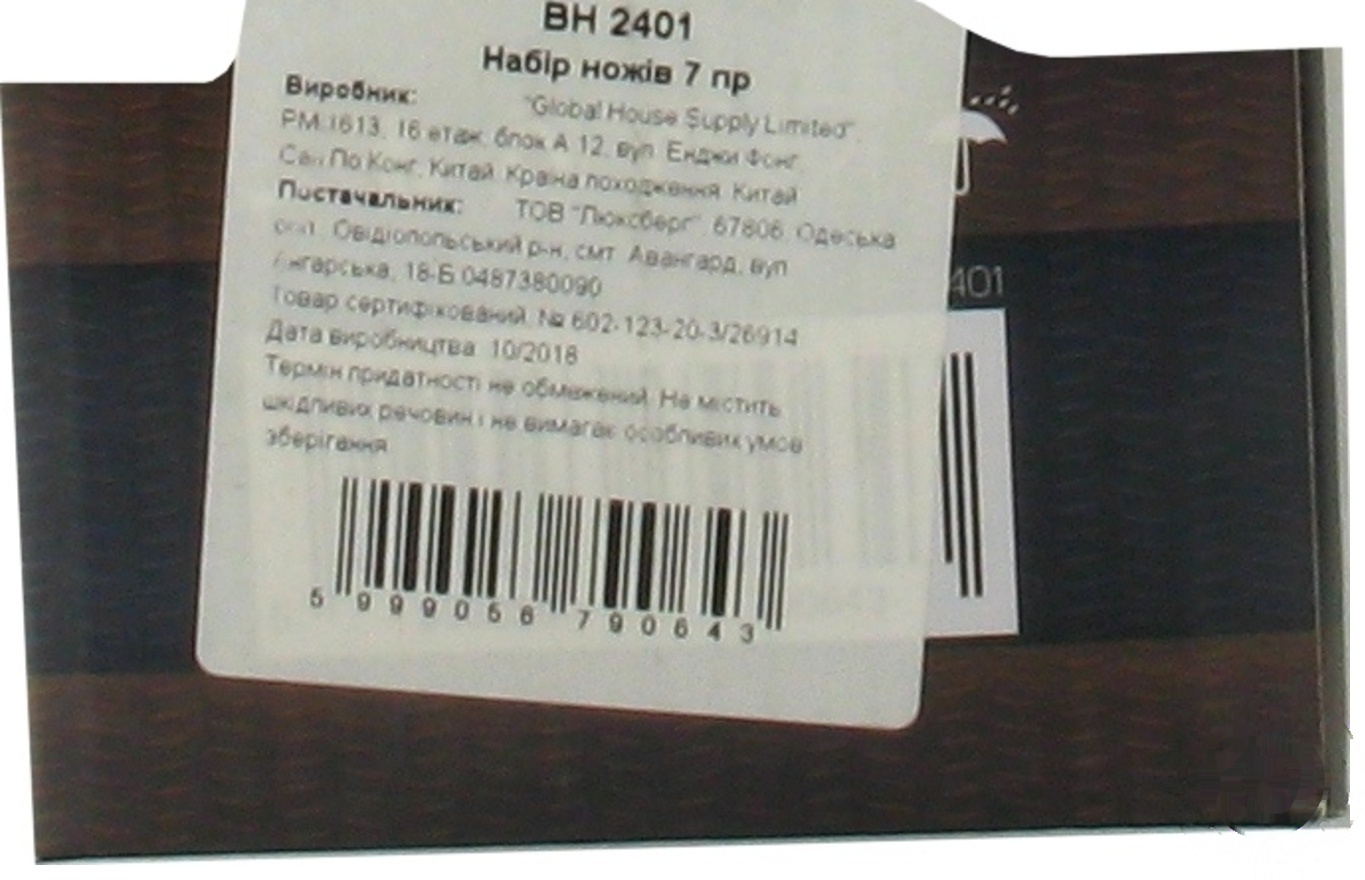 BH 2401
Набір ножів 7 пр
Виробник: "Global House Supply Limited",
РМ 1613, 16 етаж, блок А 12, вул. Енджи Фонг,
Сан По Конг, Китай. Країна походження: Китай
Постачальник: ТОВ "Люксберг", 67806, Одеська
обл., Овідіопольський р-н, смт. Авангард, вул.
Ангарська, 18-Б.0487380090
Товар сертифікований. № 602-123-20-3/26914
Дата виробництва: 10/2018
Термін придатності не обмежений. Не містить
шкідливих речовин і не вимагає особливих умов
зберігання.
2401
5 999056 790643